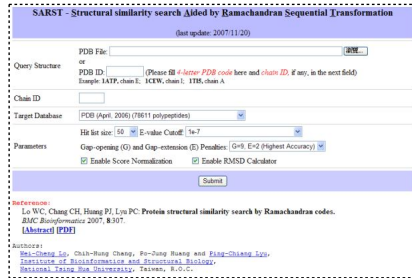 SARST - Structural similarity search Aided by Ramachandran Sequential Transformation
(last update: 2007/11/20)
Query Structure
PDB File: 瀏覽...
or
PDB ID: (Please fill 4-letter PDB code here and chain ID, if any, in the next field)
Example: 1ATP, chain E; 1CEW, chain I; 1TI5, chain A
Chain ID
Target Database PDB (April, 2006) (78611 polypeptides)
Parameters
Hit list size: 50 E-value Cutoff: 1e-7
Gap-opening (G) and Gap-extension (E) Penalties: G=9, E=2 (Highest Accuracy)
Enable Score Normalization Enable RMSD Calculator
Submit
Reference:
Lo WC, Chang CH, Huang PJ, Lyu PC: Protein structural similarity search by Ramachandran codes.
BMC Bioinformatics 2007, 8:307.
[Abstract] [PDF]
Authors:
Wei-Cheng Lo, Chih-Hung Chang, Po-Jung Huang and Ping-Chiang Lyu,
Institute of Bioinformatics and Structural Biology,
National Tsing Hua University, Taiwan, R.O.C.